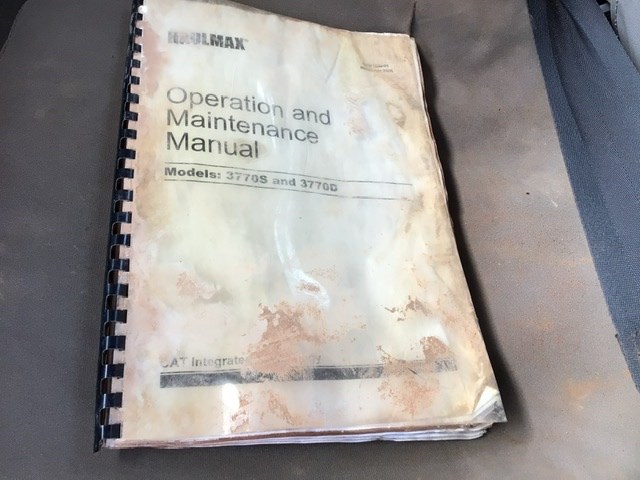 HAULMAX
Operation and
Maintenance
Manual
Models: 3770S and 3770D
CAT Integrate